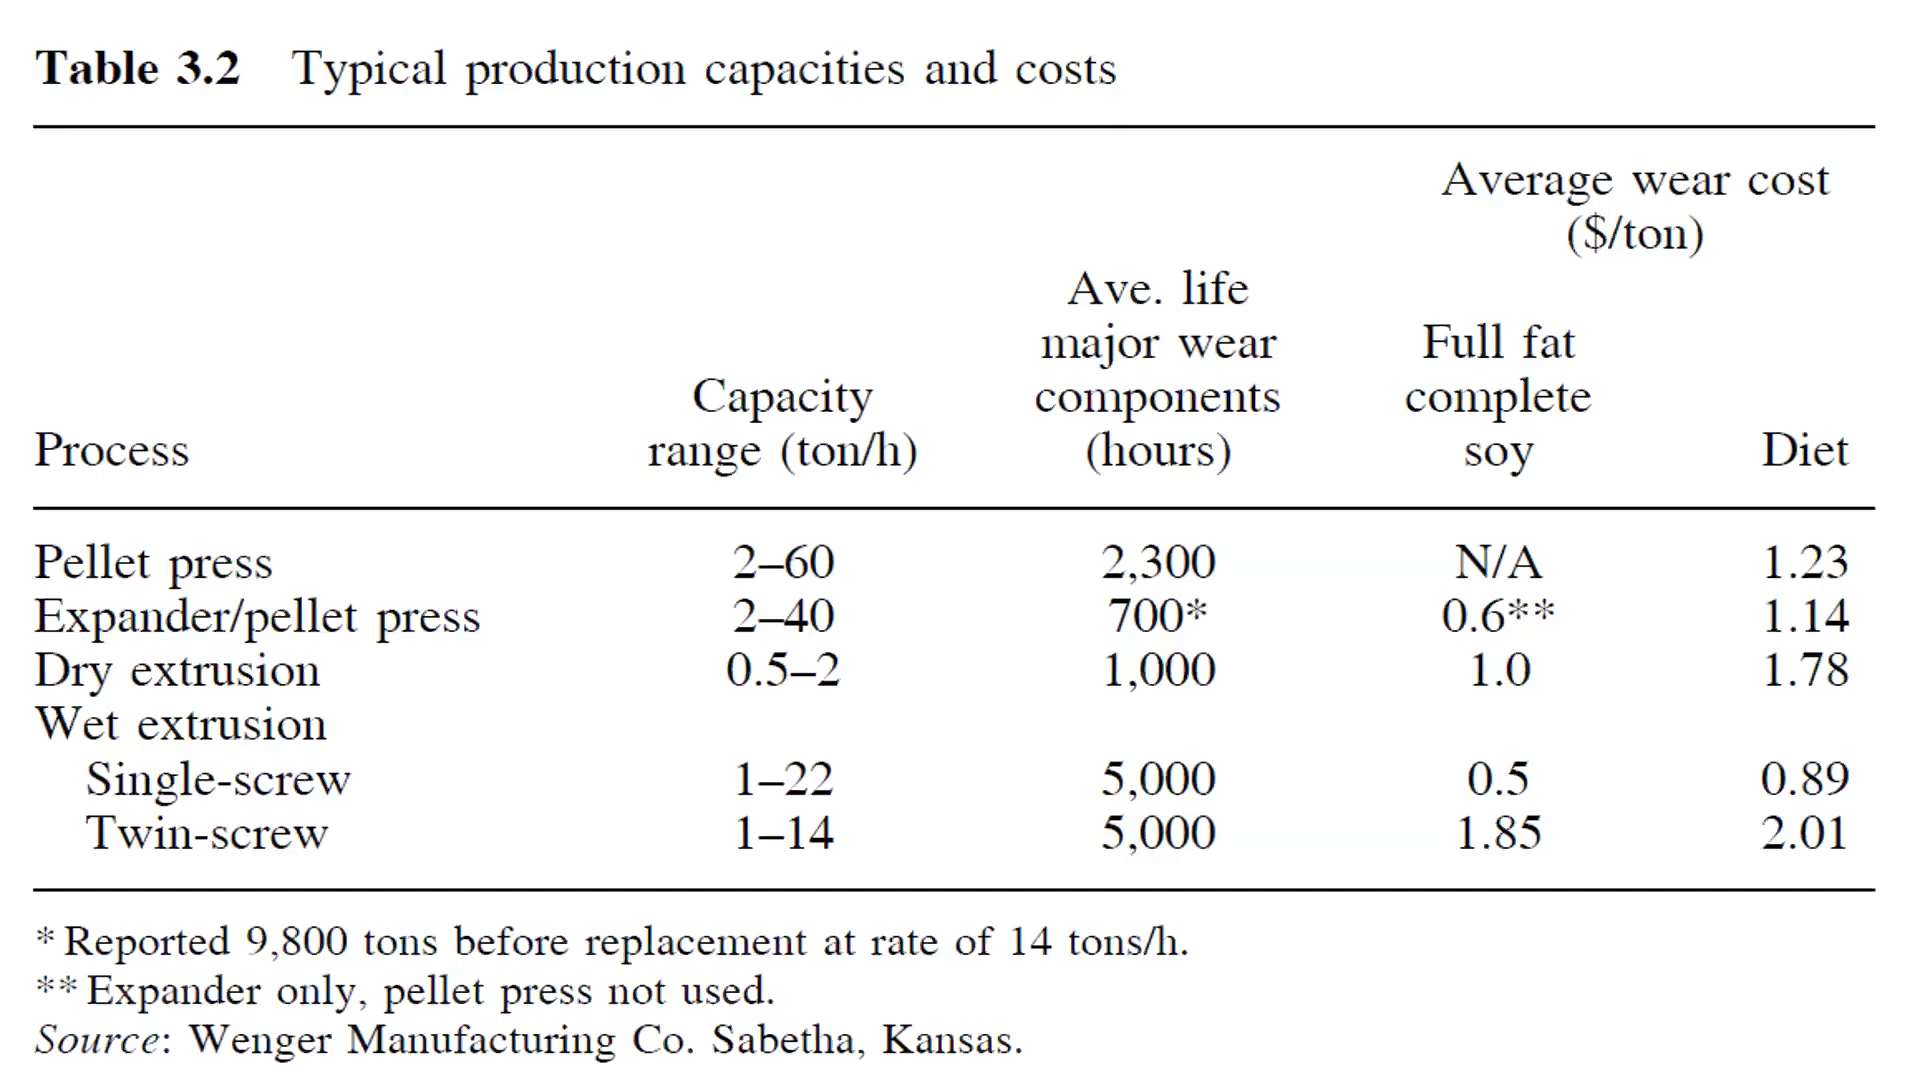 Table 3.2 Typical production capacities and costs
Average wear cost
($/ton)
Ave. life
major wear Full fat
Capacity components complete
Process range (ton/h) (hours) soy Diet
Pellet press 2–60 2,300 N/A 1.23
Expander/pellet press 2–40 700* 0.6** 1.14
Dry extrusion 0.5–2 1,000 1.0 1.78
Wet extrusion
Single-screw 1–22 5,000 0.5 0.89
Twin-screw 1–14 5,000 1.85 2.01
* Reported 9,800 tons before replacement at rate of 14 tons/h.
** Expander only, pellet press not used.
Source: Wenger Manufacturing Co. Sabetha, Kansas.